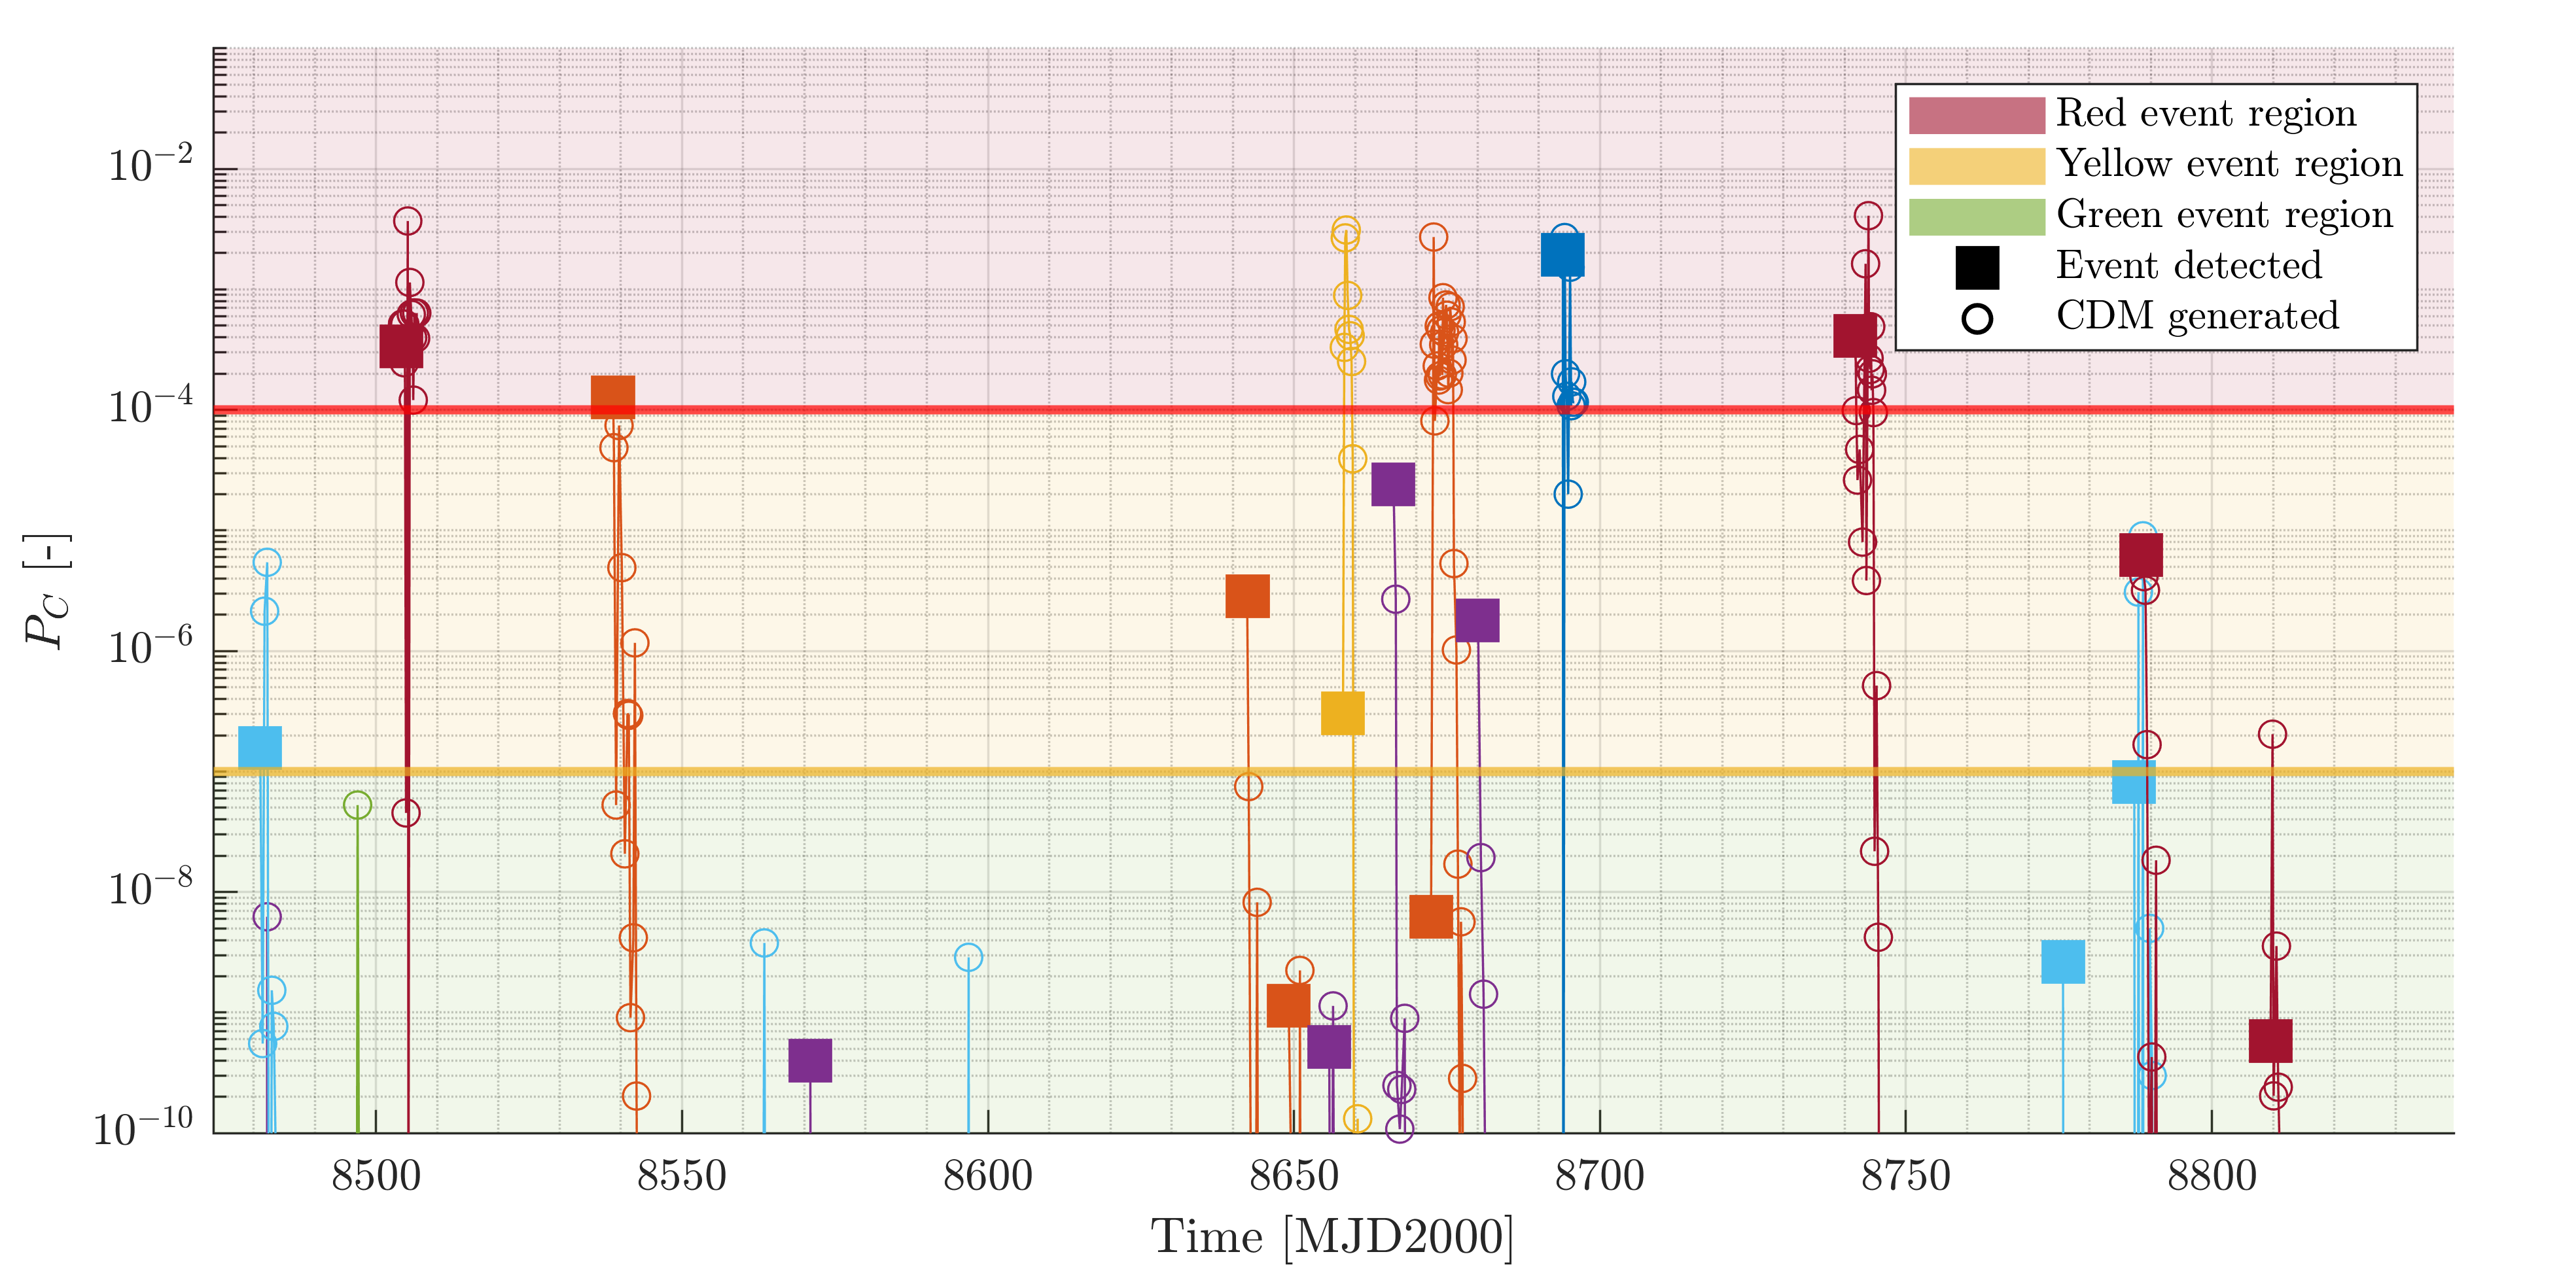 Red event region
Yellow event region
Green event region
Event detected
CDM generated
10−2
10−4
10−6
10−8
10−10
P_C [-]
8500 8550 8600 8650 8700 8750 8800
Time [MJD2000]